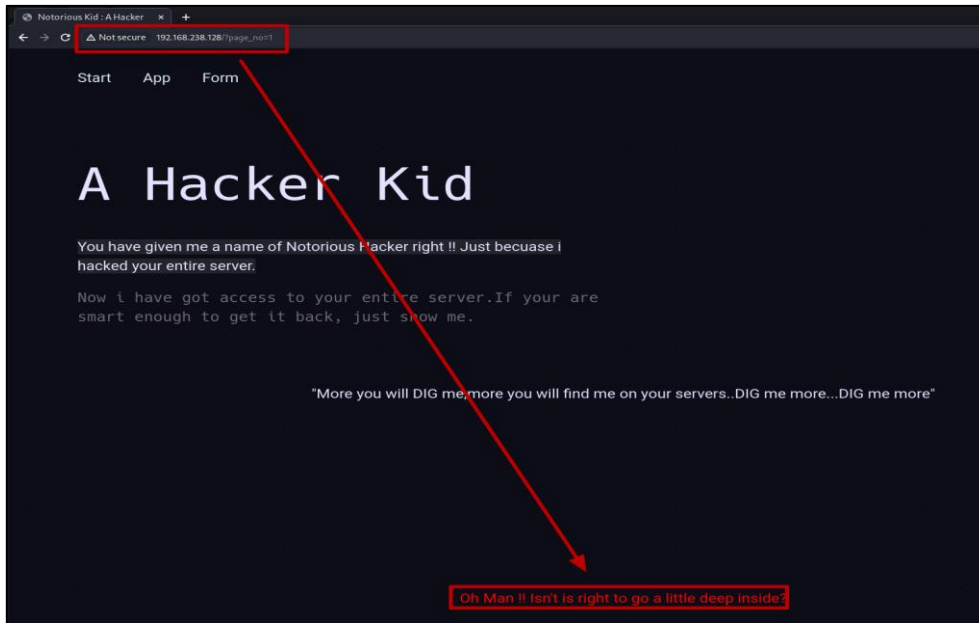 Notorious Kid : A Hacker
Not secure 192.168.238.128/?page_no=1
Start App Form
A Hacker Kid
You have given me a name of Notorious Hacker right !! Just becuase i
hacked your entire server.
Now i have got access to your entire server.If your are
smart enough to get it back, just show me.
"More you will DIG me,more you will find me on your servers..DIG me more...DIG me more"
Oh Man !! Isn't is right to go a little deep inside?